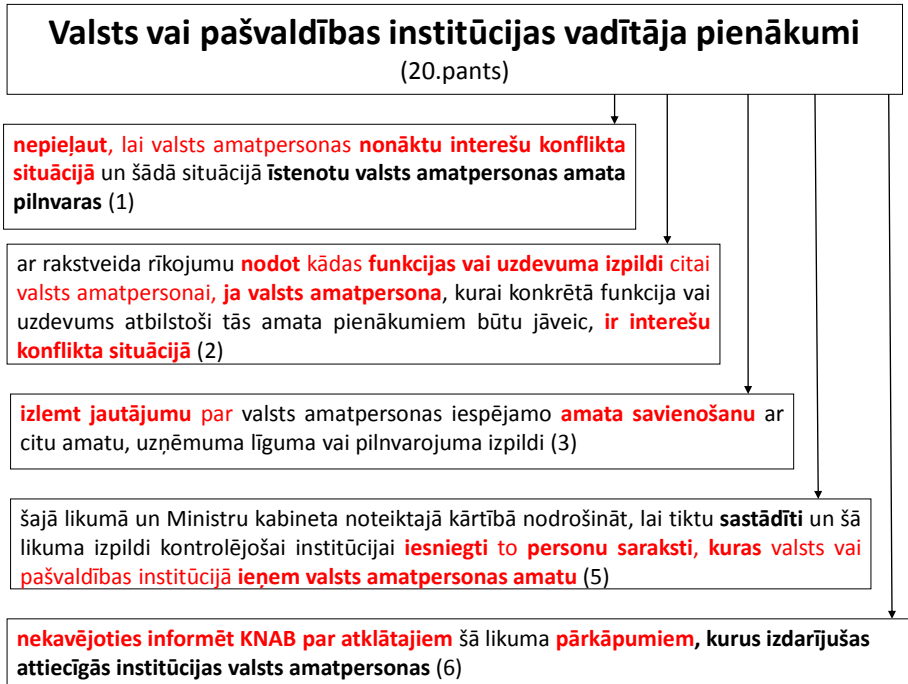 Valsts vai pašvaldības institūcijas vadītāja pienākumi
(20.pants)
nepieļaut, lai valsts amatpersonas nonāktu interešu konflikta
situācijā un šādā situācijā īstenotu valsts amatpersonas amata
pilnvaras (1)
ar rakstveida rīkojumu nodot kādas funkcijas vai uzdevuma izpildi citai
valsts amatpersonai, ja valsts amatpersona, kurai konkrētā funkcija vai
uzdevums atbilstoši tās amata pienākumiem būtu jāveic, ir interešu
konflikta situācijā (2)
izlemt jautājumu par valsts amatpersonas iespējamo amata savienošanu ar
citu amatu, uzņēmuma līguma vai pilnvarojuma izpildi (3)
šajā likumā un Ministru kabineta noteiktajā kārtībā nodrošināt, lai tiktu sastādīti un šā
likuma izpildi kontrolējošai institūcijai iesniegti to personu saraksti, kuras valsts vai
pašvaldības institūcijā ieņem valsts amatpersonas amatu (5)
nekavējoties informēt KNAB par atklātajiem šā likuma pārkāpumiem, kurus izdarījušas
attiecīgās institūcijas valsts amatpersonas (6)